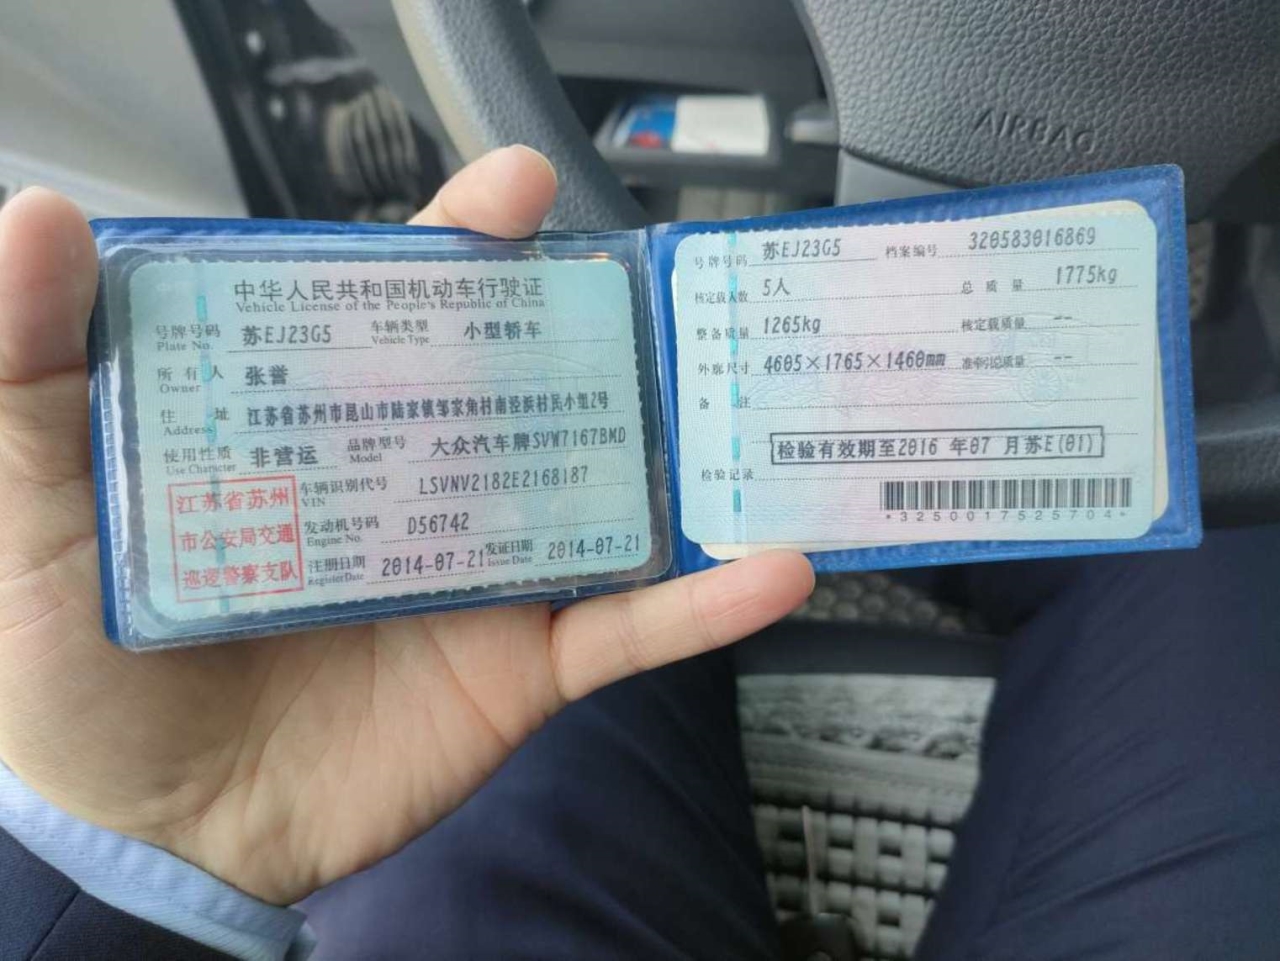 AIRBAG
中华人民共和国机动车行驶证
Vehicle License of the People's Republic of China
号牌号码 苏EJ23G5 车辆类型 小型轿车
Plate No. Vehicle Type
所有人 张誉
Owner
住址 江苏省苏州市昆山市陆家镇邹家角村南泾浜村民小组2号
Address
使用性质 非营运 品牌型号 大众汽车牌SVW7167BMD
Use Character Model
江苏省苏州
市公安局交通
巡逻警察支队
车辆识别代号 LSVNV2182E2168187
VIN
发动机号码 D56742
Engine No.
注册日期 2014-07-21 发证日期 2014-07-21
Register Date Issue Date
号牌号码 苏EJ23G5 档案编号 320583016869
核定载人数 5人 总质量 1775kg
整备质量 1265kg 核定载质量 --
外廓尺寸 4605×1765×1460mm 准牵引总质量 --
备注
检验有效期至2016 年07 月苏E(01)
检验记录
*3250017525704*